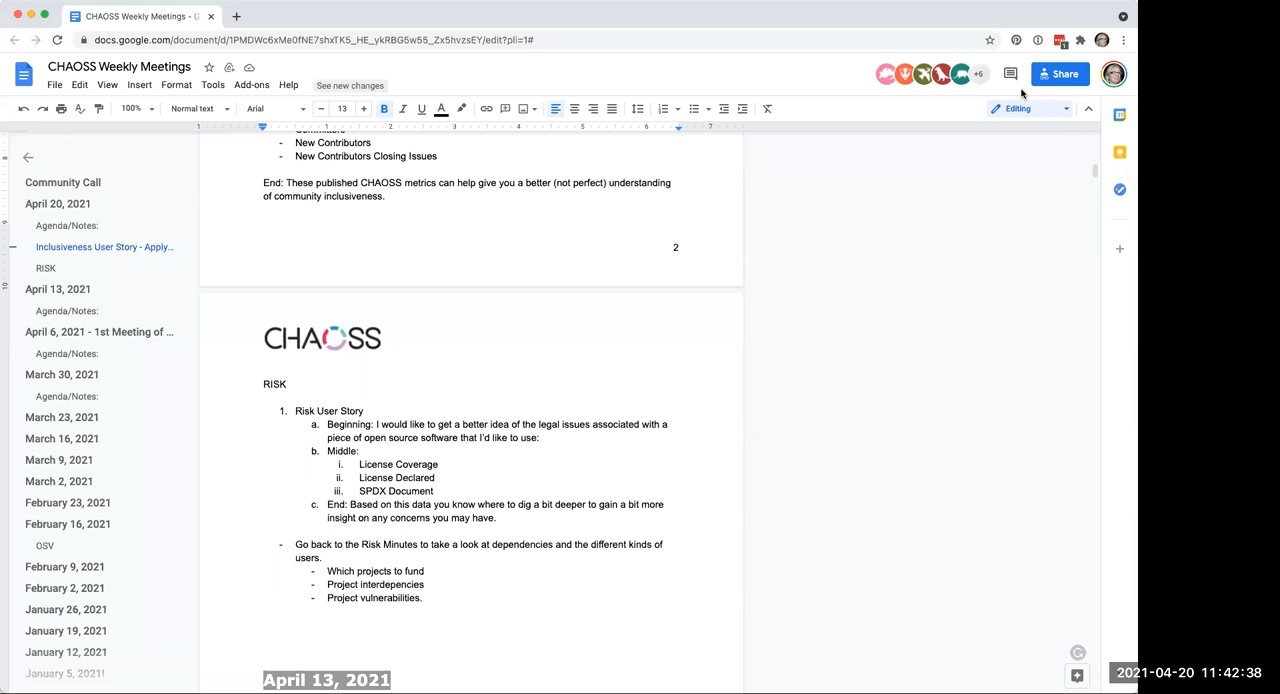 CHAOSS Weekly Meetings - G
docs.google.com/document/d/1PMDWc6xMe0fNE7shxTK5_HE_ykRBG5w55_Zx5hvzsEY/edit?pli=1#
CHAOSS Weekly Meetings
File Edit View Insert Format Tools Add-ons Help See new changes
+6
Share
100% Normal text Arial 13 B I U A
Editing
1 1 2 3 4 5 6 7
Community Call
April 20, 2021
Agenda/Notes:
Inclusiveness User Story - Apply...
RISK
April 13, 2021
Agenda/Notes:
April 6, 2021 - 1st Meeting of ...
Agenda/Notes:
March 30, 2021
Agenda/Notes:
March 23, 2021
March 16, 2021
March 9, 2021
March 2, 2021
February 23, 2021
February 16, 2021
OSV
February 9, 2021
February 2, 2021
January 26, 2021
January 19, 2021
January 12, 2021
January 5, 2021!
Committers
- New Contributors
- New Contributors Closing Issues
End: These published CHAOSS metrics can help give you a better (not perfect) understanding
of community inclusiveness.
2
CHAOSS
RISK
1. Risk User Story
a. Beginning: I would like to get a better idea of the legal issues associated with a
piece of open source software that I'd like to use:
b. Middle:
i. License Coverage
ii. License Declared
iii. SPDX Document
c. End: Based on this data you know where to dig a bit deeper to gain a bit more
insight on any concerns you may have.
- Go back to the Risk Minutes to take a look at dependencies and the different kinds of
users.
- Which projects to fund
- Project interdepencies
- Project vulnerabilities.
April 13, 2021
2021-04-20 11:42:38